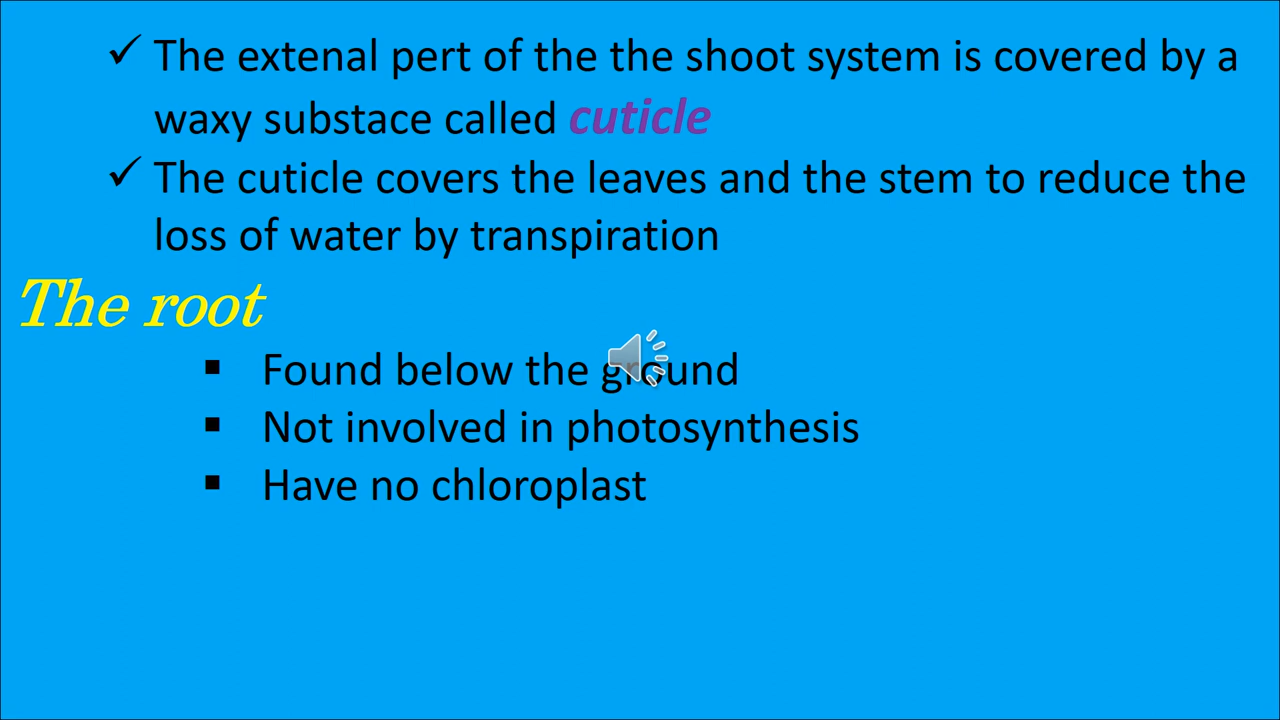 ✓ The extenal pert of the the shoot system is covered by a
waxy substace called cuticle
✓ The cuticle covers the leaves and the stem to reduce the
loss of water by transpiration
The root
▪ Found below the ground
▪ Not involved in photosynthesis
▪ Have no chloroplast